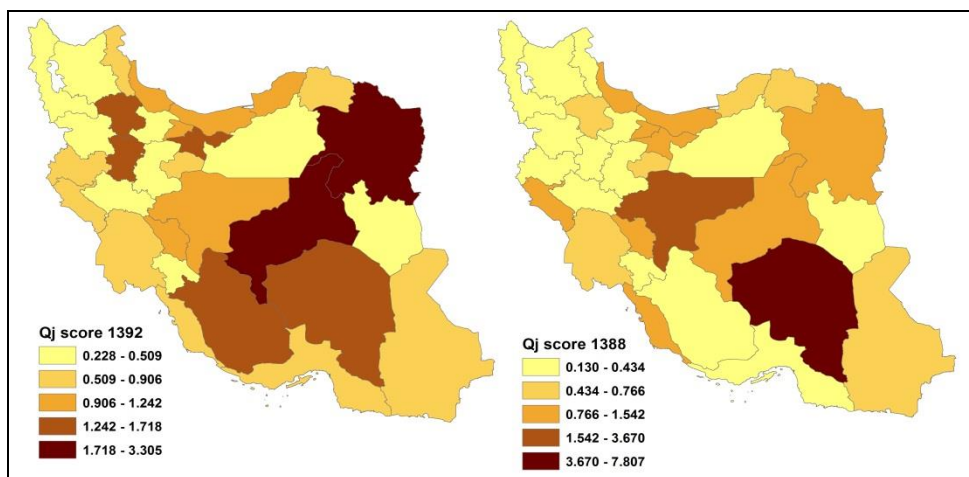 Qj score 1392
0.228 - 0.509
0.509 - 0.906
0.906 - 1.242
1.242 - 1.718
1.718 - 3.305
Qj score 1388
0.130 - 0.434
0.434 - 0.766
0.766 - 1.542
1.542 - 3.670
3.670 - 7.807